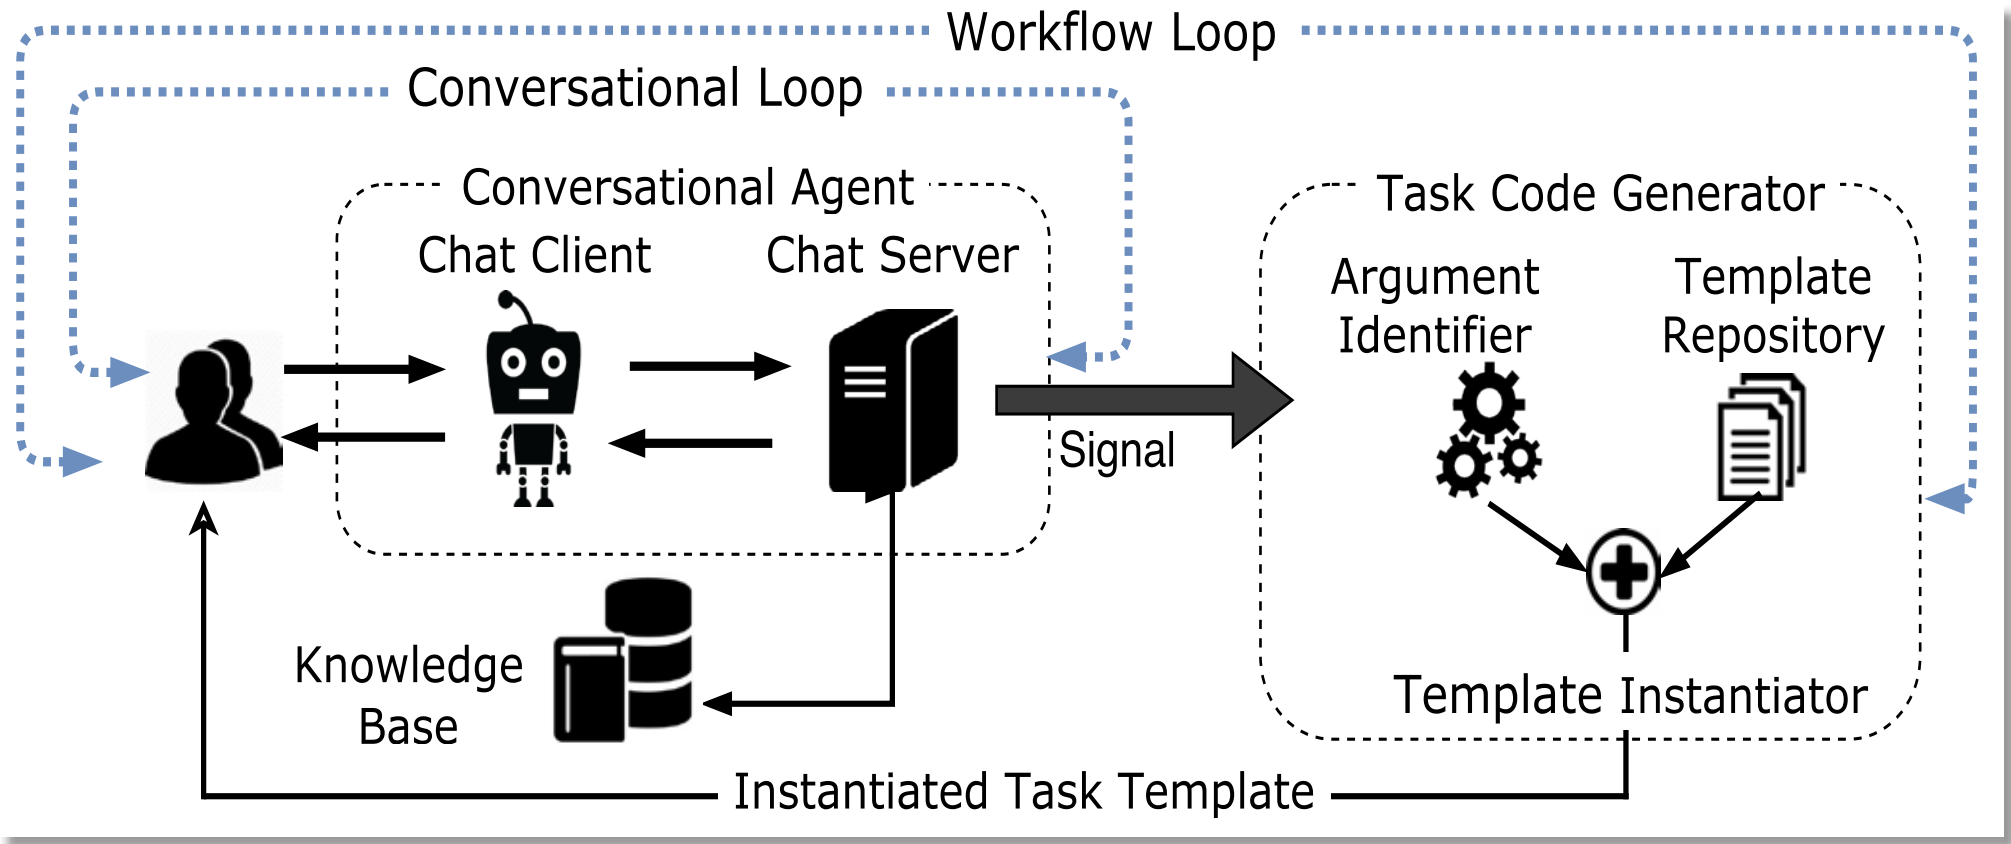 Workflow Loop
Conversational Loop
Conversational Agent
Task Code Generator
Chat Client
Chat Server
Argument
Identifier
Template
Repository
Signal
Knowledge
Base
Template Instantiator
Instantiated Task Template